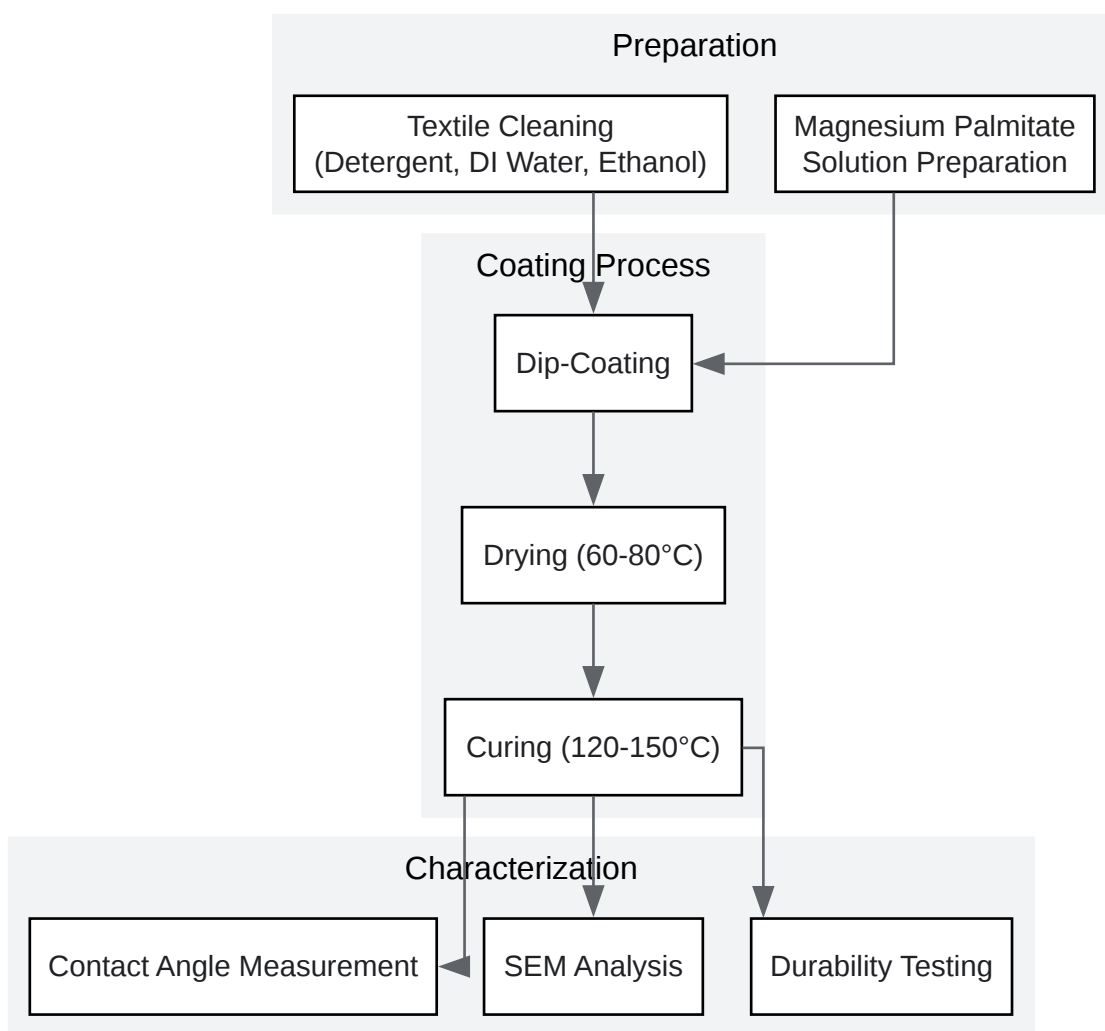 Preparation
Textile Cleaning
(Detergent, DI Water, Ethanol)
Magnesium Palmitate
Solution Preparation
Coating Process
Dip-Coating
Drying (60-80°C)
Curing (120-150°C)
Characterization
Contact Angle Measurement
SEM Analysis
Durability Testing